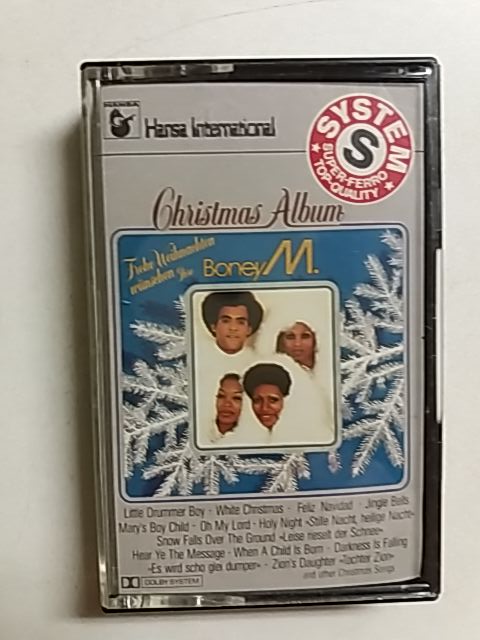 HANSA
Hansa International
SYSTEM
S
SUPER-FERRO
TOP-QUALITY
Christmas Album
Frohe Weihnachten
wünschen Ihre
Boney M.
Little Drummer Boy · White Christmas · Feliz Navidad · Jingle Bells
Mary's Boy Child · Oh My Lord · Holy Night »Stille Nacht, heilige Nacht«
Snow Falls Over The Ground »Leise rieselt der Schnee«
Hear Ye The Message · When A Child Is Born · Darkness Is Falling
»Es wird scho glei dumper« · Zion's Daughter »Tochter Zion«
and other Christmas Songs
DOLBY SYSTEM